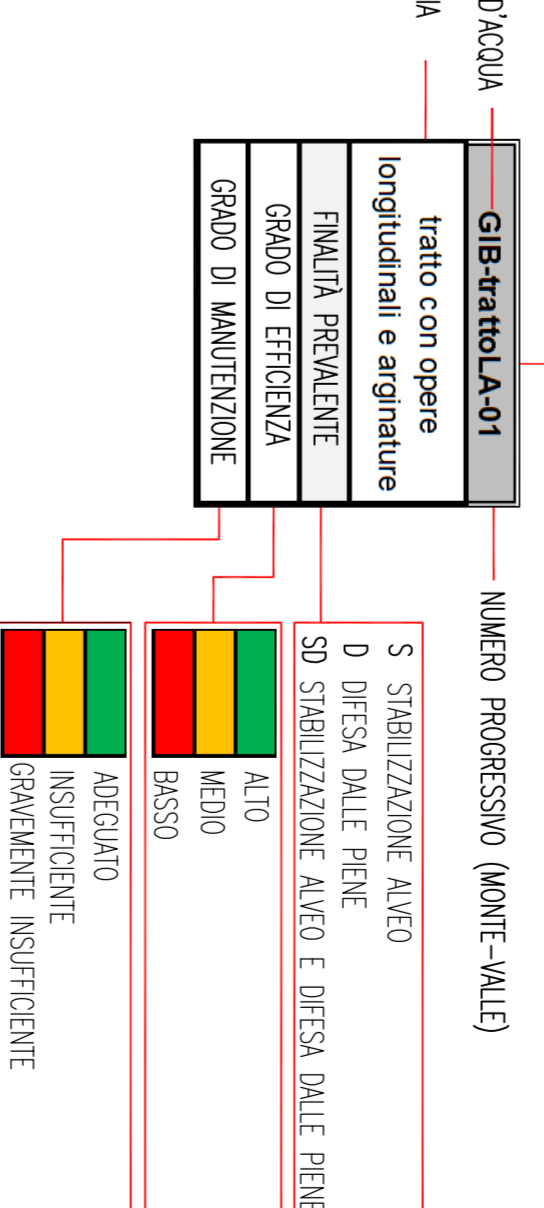 D'ACQUA
GIB-trattoLA-01
NUMERO PROGRESSIVO (MONTE-VALLE)
IA
tratto con opere
longitudinali e arginature
FINALITÀ PREVALENTE
GRADO DI EFFICIENZA
GRADO DI MANUTENZIONE
S STABILIZZAZIONE ALVEO
D DIFESA DALLE PIENE
SD STABILIZZAZIONE ALVEO E DIFESA DALLE PIENE
ALTO
MEDIO
BASSO
ADEGUATO
INSUFFICIENTE
GRAVEMENTE INSUFFICIENTE